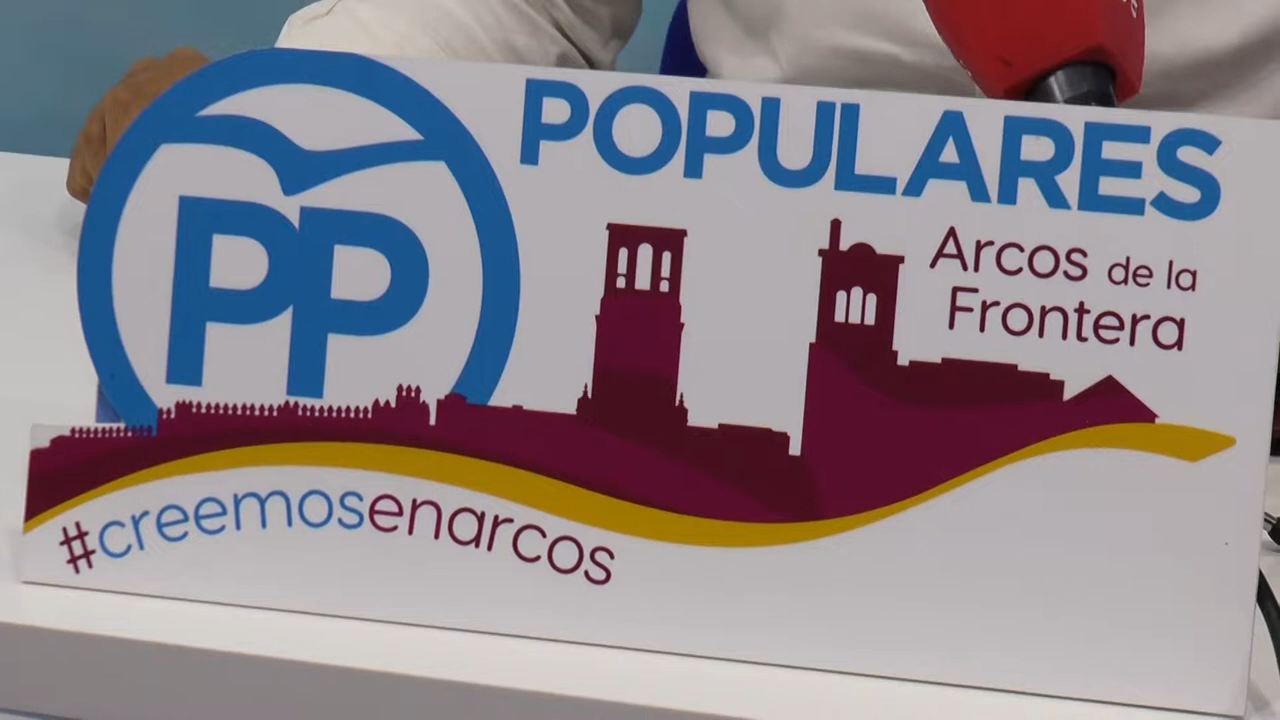 PP
POPULARES
Arcos de la
Frontera
#creemosenarcos